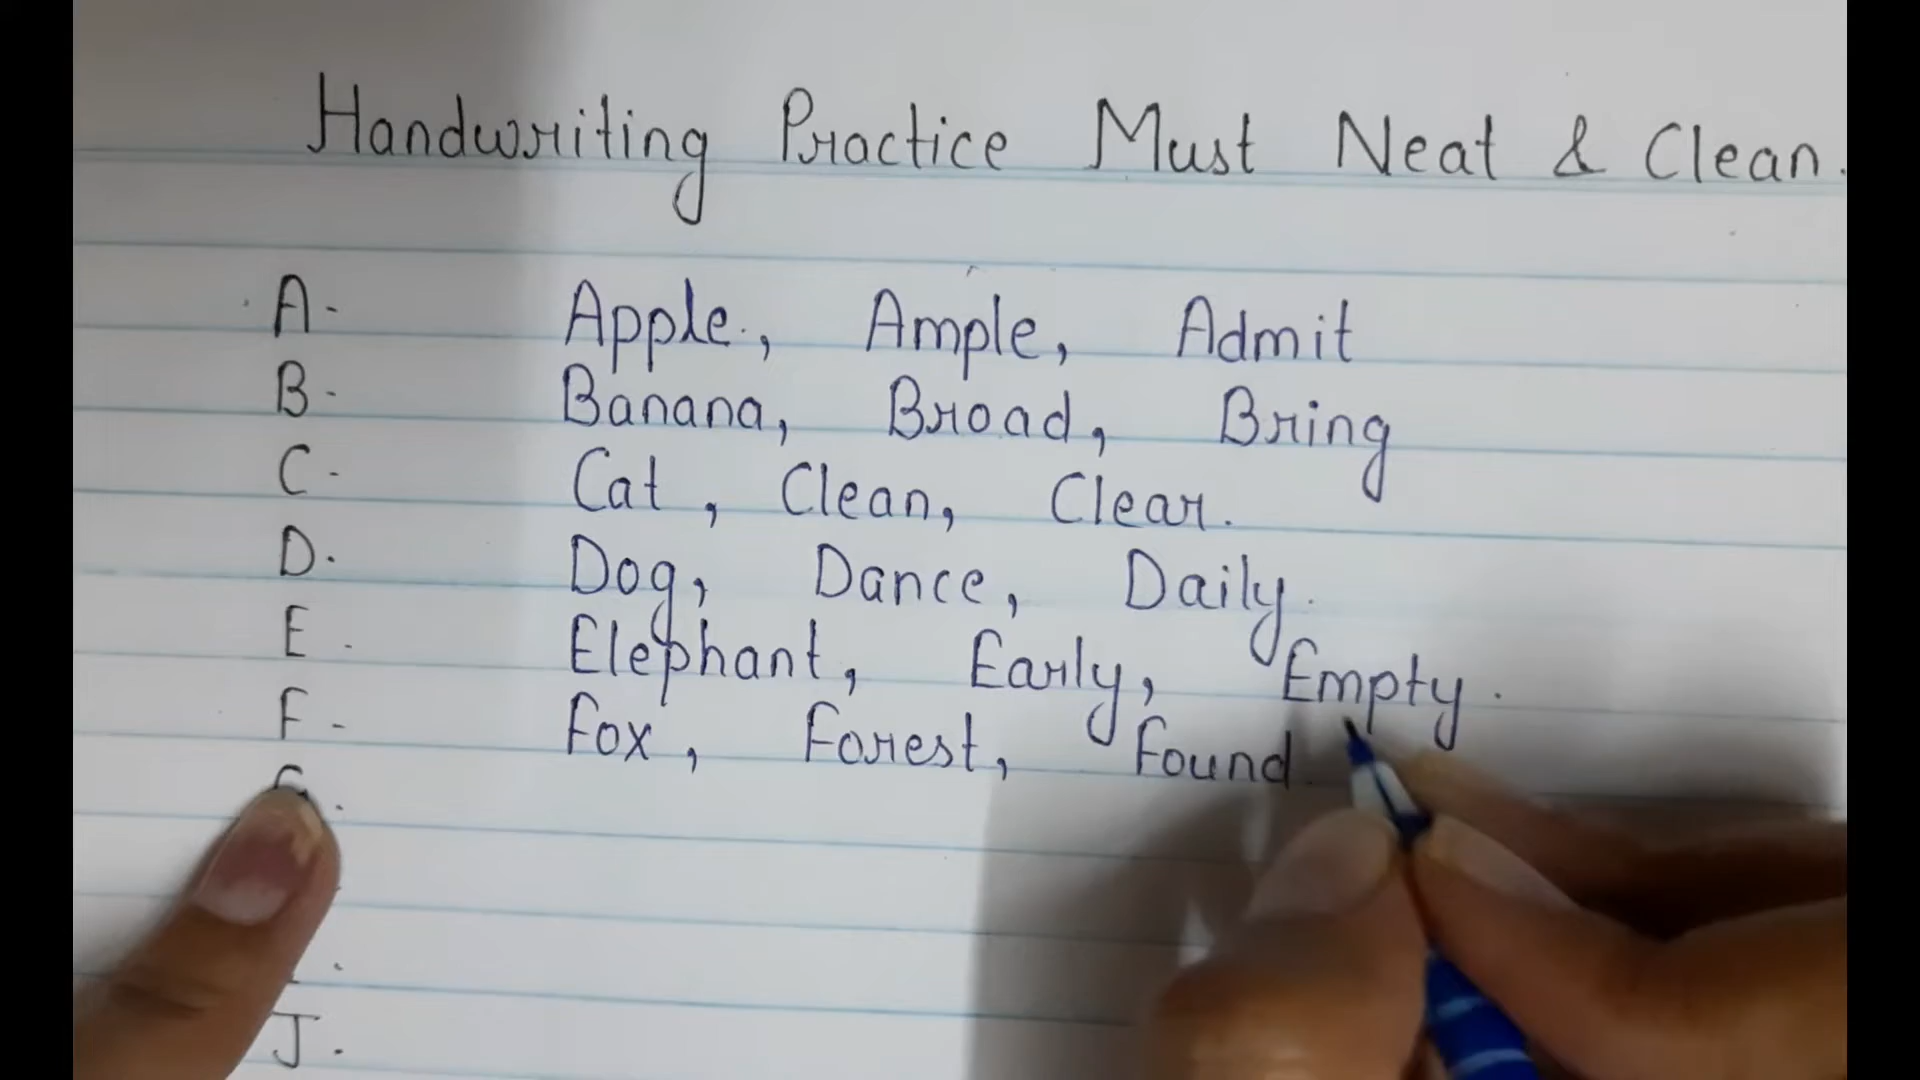 Handwriting Practice Must Neat & Clean.
A- Apple, Ample, Admit
B- Banana, Broad, Bring
C- Cat, Clean, Clear.
D. Dog, Dance, Daily.
E. Elephant, Early, Empty.
F- Fox, Forest, Found
G.
J.